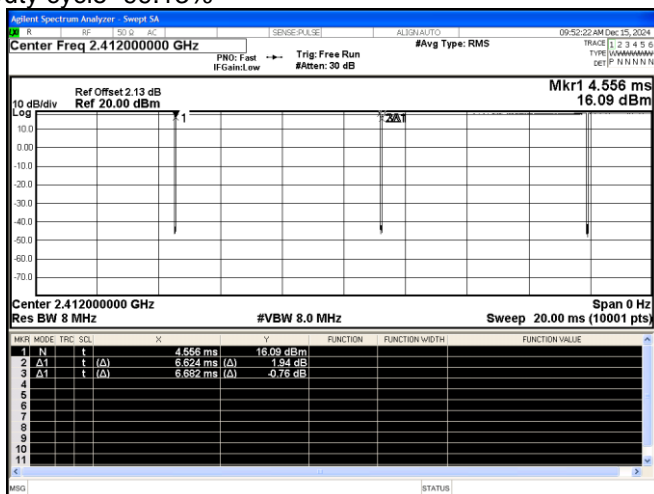 Agilent Spectrum Analyzer - Swept SA
R RF 50 Ω AC SENSE:PULSE ALIGN AUTO 09:52:22 AM Dec 15, 2024
Center Freq 2.412000000 GHz
PNO: Fast
IFGain:Low
Trig: Free Run
#Atten: 30 dB
#Avg Type: RMS
TRACE 1 2 3 4 5 6
TYPE
DET P N N N N N
Ref Offset 2.13 dB
Mkr1 4.556 ms
10 dB/div Ref 20.00 dBm 16.09 dBm
Log
1
3Δ1
10.0
0.00
-10.0
-20.0
-30.0
-40.0
-50.0
-60.0
-70.0
Center 2.412000000 GHz Span 0 Hz
Res BW 8 MHz #VBW 8.0 MHz Sweep 20.00 ms (10001 pts)
MKR MODE TRC SCL X Y FUNCTION FUNCTION WIDTH FUNCTION VALUE
1 N t 4.556 ms 16.09 dBm
2 Δ1 t (Δ) 6.624 ms (Δ) 1.94 dB
3 Δ1 t (Δ) 6.682 ms (Δ) -0.76 dB
4
5
6
7
8
9
10
11
MSG STATUS